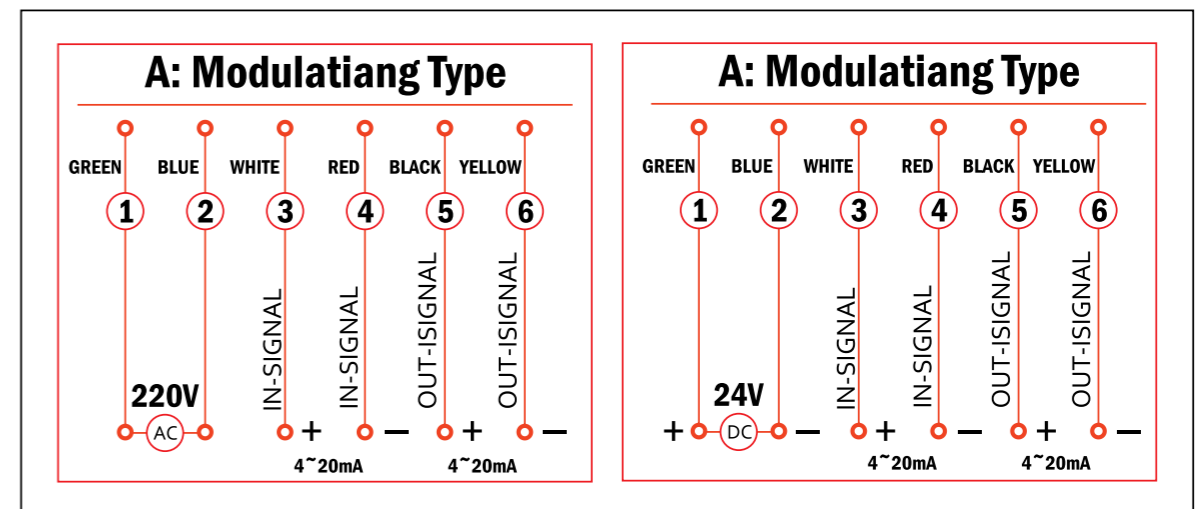 A: Modulatiang Type
GREEN BLUE WHITE RED BLACK YELLOW
1 2 3 4 5 6
IN-SIGNAL
IN-SIGNAL
OUT-ISIGNAL
OUT-ISIGNAL
220V
AC + − + −
4~20mA 4~20mA
A: Modulatiang Type
GREEN BLUE WHITE RED BLACK YELLOW
1 2 3 4 5 6
IN-SIGNAL
IN-SIGNAL
OUT-ISIGNAL
OUT-ISIGNAL
24V
+ DC − + − + −
4~20mA 4~20mA